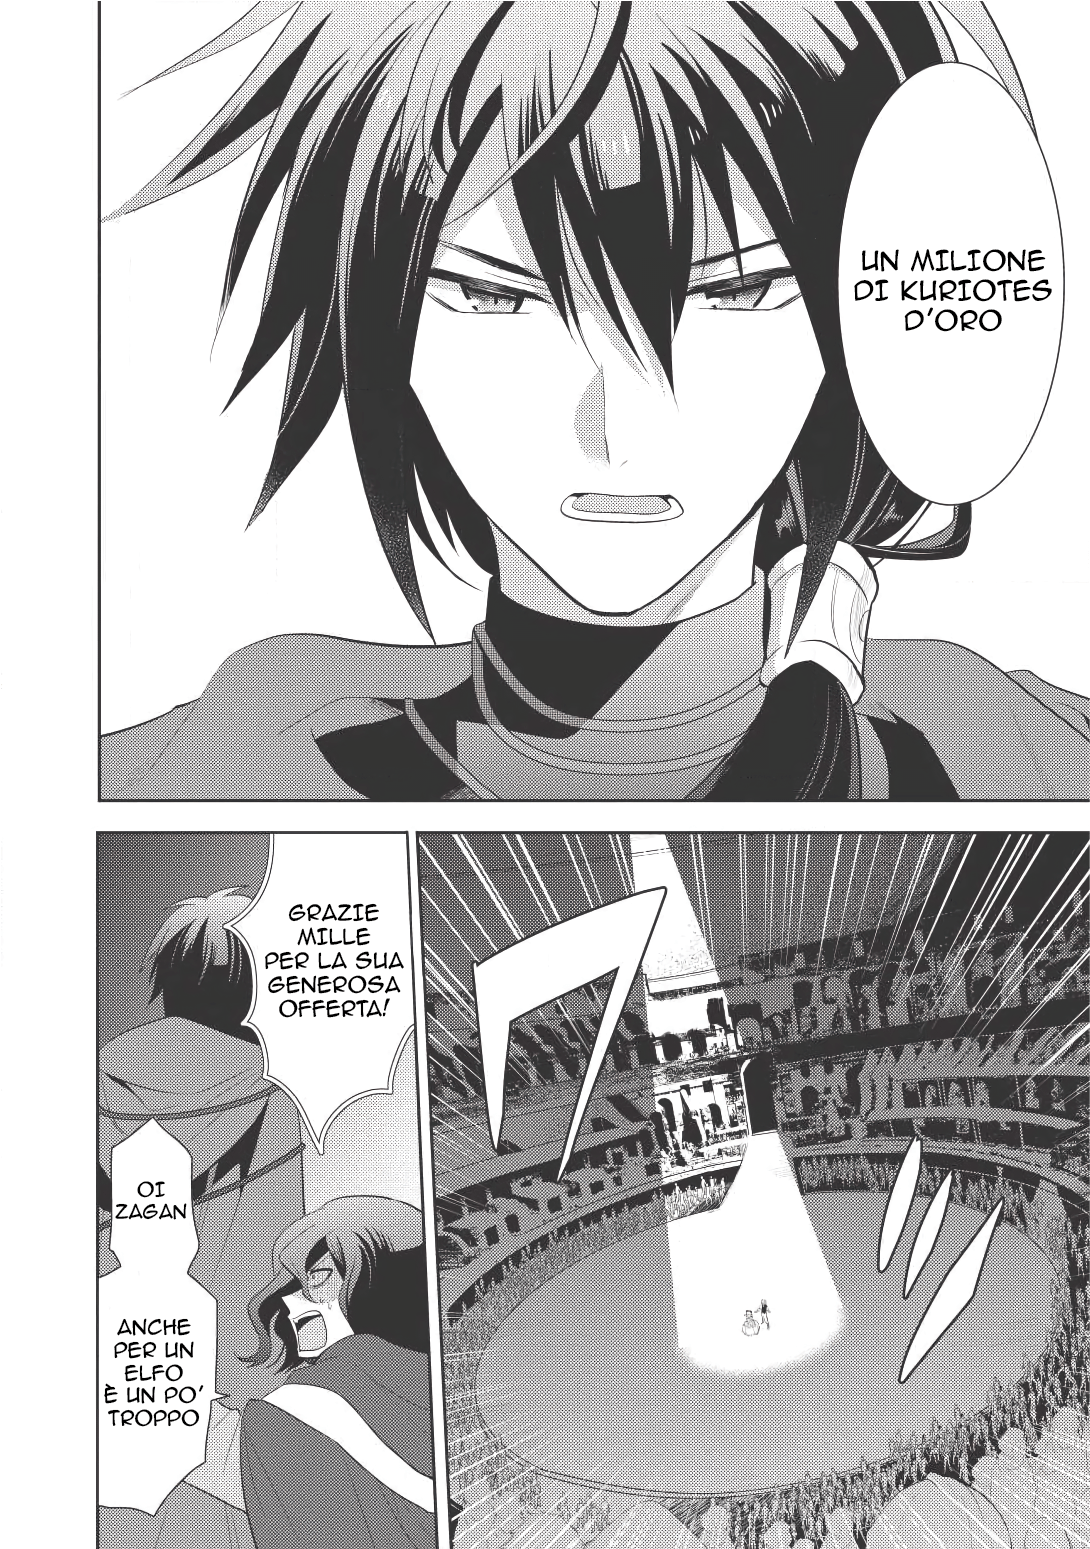 UN MILIONE
DI KURIOTES
D'ORO
GRAZIE
MILLE
PER LA SUA
GENEROSA
OFFERTA!
OI
ZAGAN
ANCHE
PER UN
ELFO
È UN PO'
TROPPO